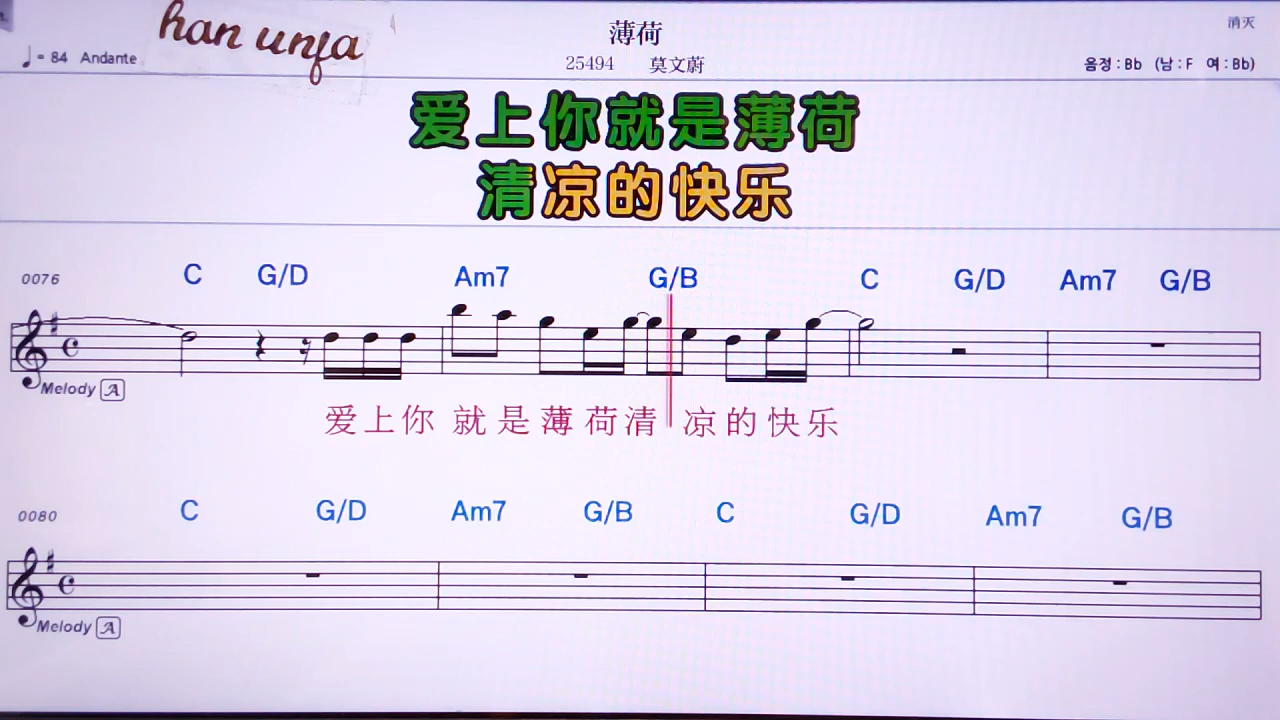 han unja
薄荷
消灭
♩= 84 Andante
25494 莫文蔚
음정 : Bb (남 : F 여 : Bb)
爱上你就是薄荷
清凉的快乐
0076 C G/D Am7 G/B C G/D Am7 G/B
Melody A
爱上你 就是薄荷清 凉的快乐
0080 C G/D Am7 G/B C G/D Am7 G/B
Melody A